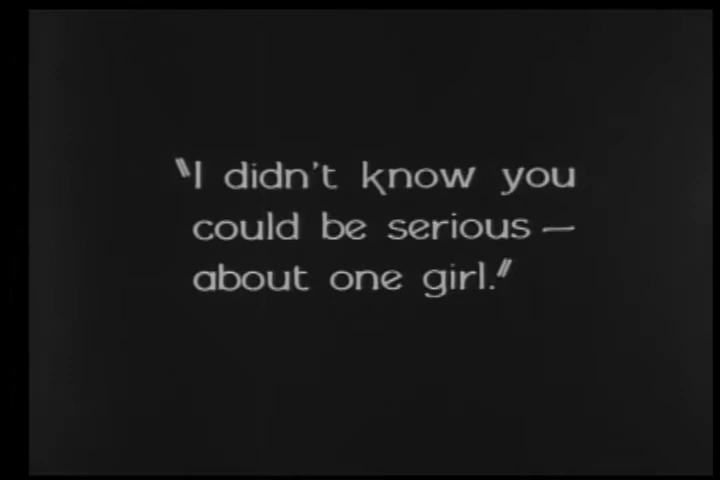 "I didn't know you
could be serious —
about one girl."